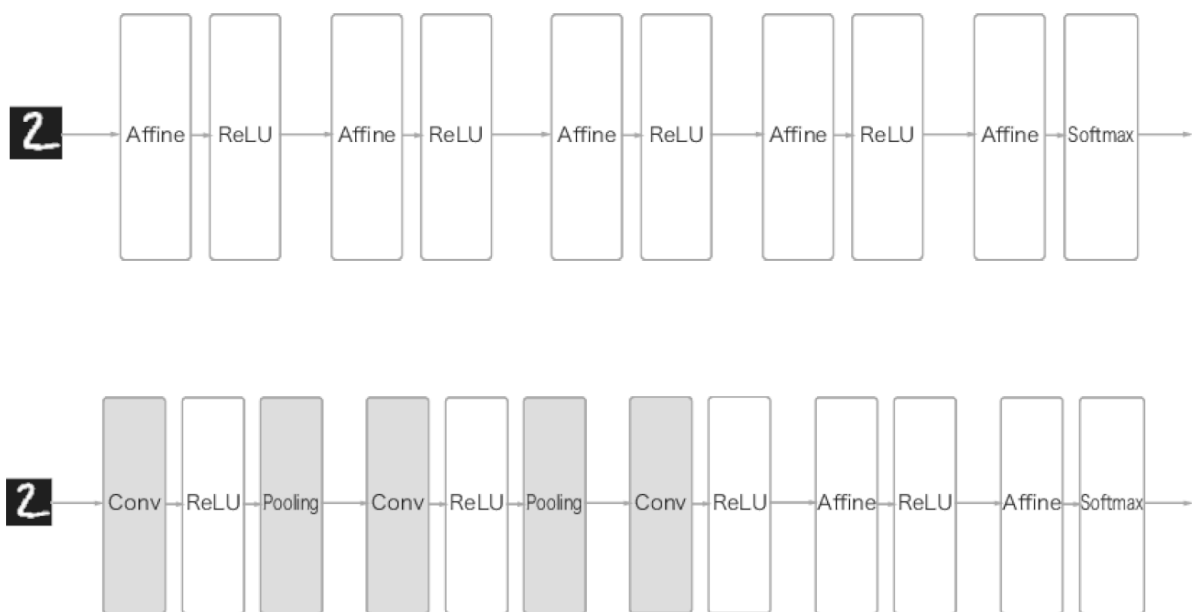 2 Affine ReLU Affine ReLU Affine ReLU Affine ReLU Affine Softmax
2 Conv ReLU Pooling Conv ReLU Pooling Conv ReLU Affine ReLU Affine Softmax